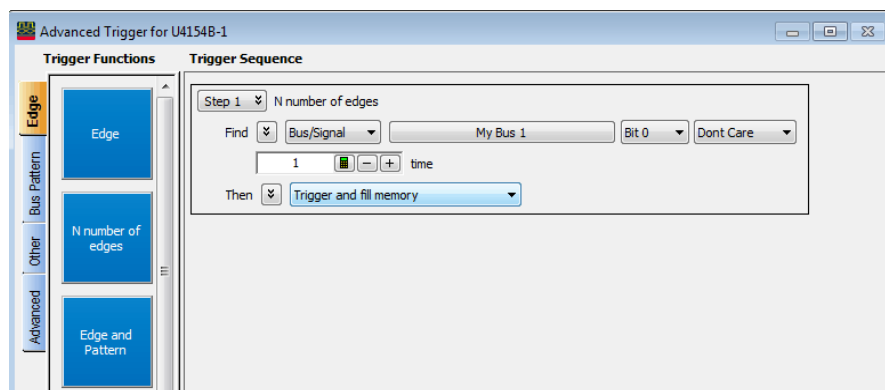 Advanced Trigger for U4154B-1
Trigger Functions
Trigger Sequence
Edge
Bus Pattern
Other
Advanced
Edge
N number of
edges
Edge and
Pattern
Step 1 N number of edges
Find Bus/Signal My Bus 1 Bit 0 Dont Care
1 time
Then Trigger and fill memory